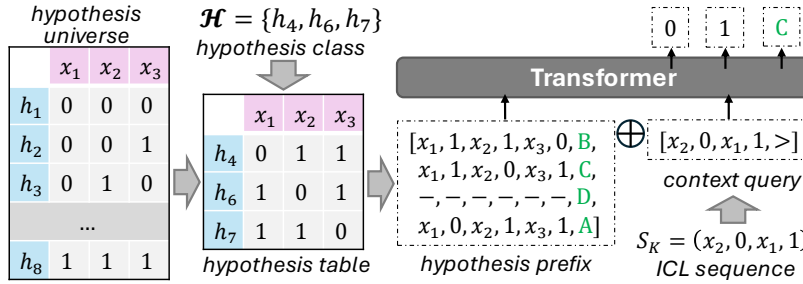 hypothesis universe
x₁ x₂ x₃
h₁ 0 0 0
h₂ 0 0 1
h₃ 0 1 0
...
h₈ 1 1 1
𝓗 = {h₄, h₆, h₇}
hypothesis class
x₁ x₂ x₃
h₄ 0 1 1
h₆ 1 0 1
h₇ 1 1 0
hypothesis table
0 1 C
Transformer
[x₁, 1, x₂, 1, x₃, 0, B,
x₁, 1, x₂, 0, x₃, 1, C,
−, −, −, −, −, −, D,
x₁, 0, x₂, 1, x₃, 1, A]
hypothesis prefix
⊕
[x₂, 0, x₁, 1, >]
context query
S_K = (x₂, 0, x₁, 1)
ICL sequence